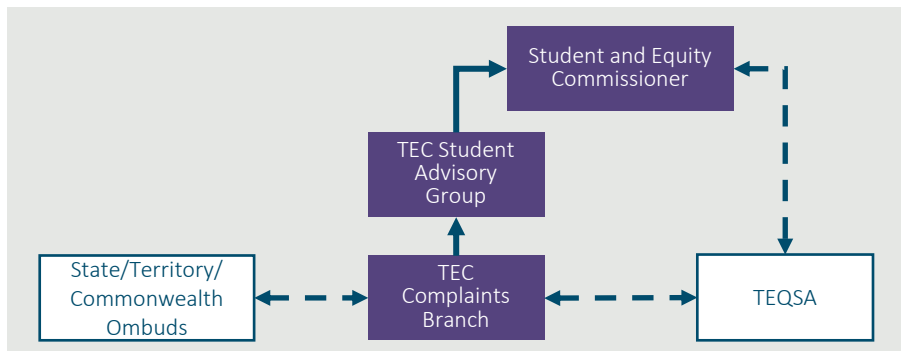 Student and Equity
Commissioner
TEC Student
Advisory
Group
State/Territory/
Commonwealth
Ombuds
TEC
Complaints
Branch
TEQSA